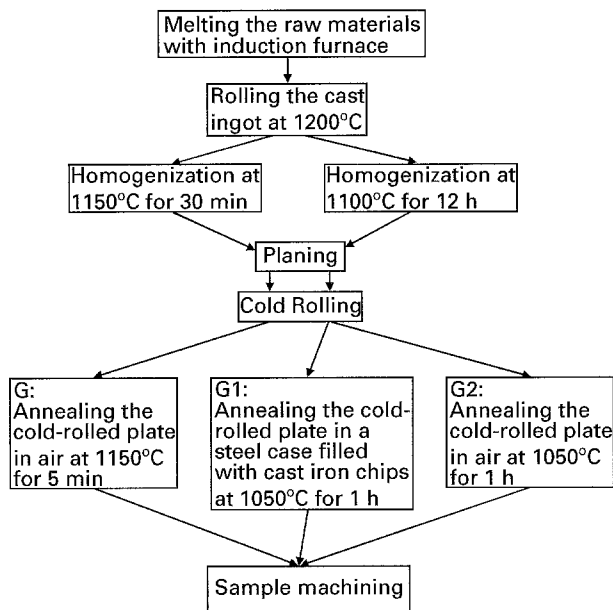 Melting the raw materials
with induction furnace
Rolling the cast
ingot at 1200°C
Homogenization at
1150°C for 30 min
Homogenization at
1100°C for 12 h
Planing
Cold Rolling
G:
Annealing the
cold-rolled plate
in air at 1150°C
for 5 min
G1:
Annealing the cold-
rolled plate in a
steel case filled
with cast iron chips
at 1050°C for 1 h
G2:
Annealing the
cold-rolled plate
in air at 1050°C
for 1 h
Sample machining